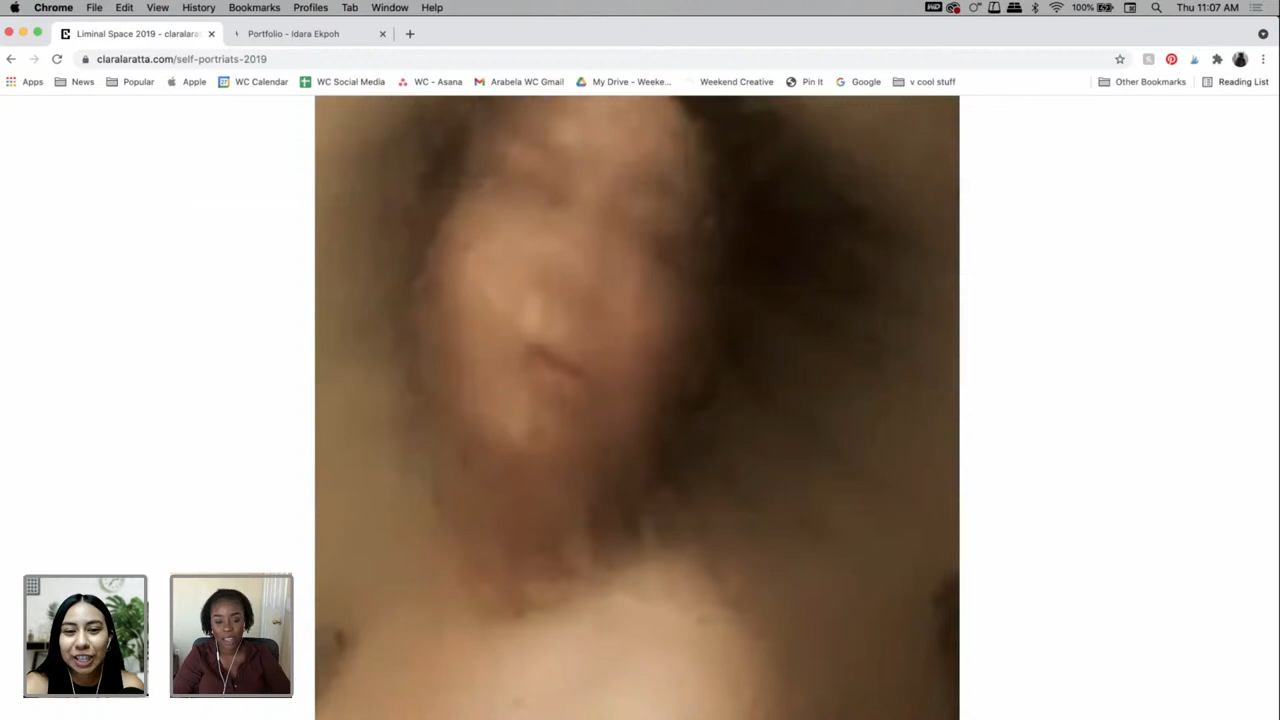 Chrome File Edit View History Bookmarks Profiles Tab Window Help 100% Thu 11:07 AM
Liminal Space 2019 - claralarat Portfolio - Idara Ekpoh
claralaratta.com/self-portriats-2019
Apps News Popular Apple WC Calendar WC Social Media WC - Asana Arabela WC Gmail My Drive - Weeke... Weekend Creative Pin It Google v cool stuff Other Bookmarks Reading List